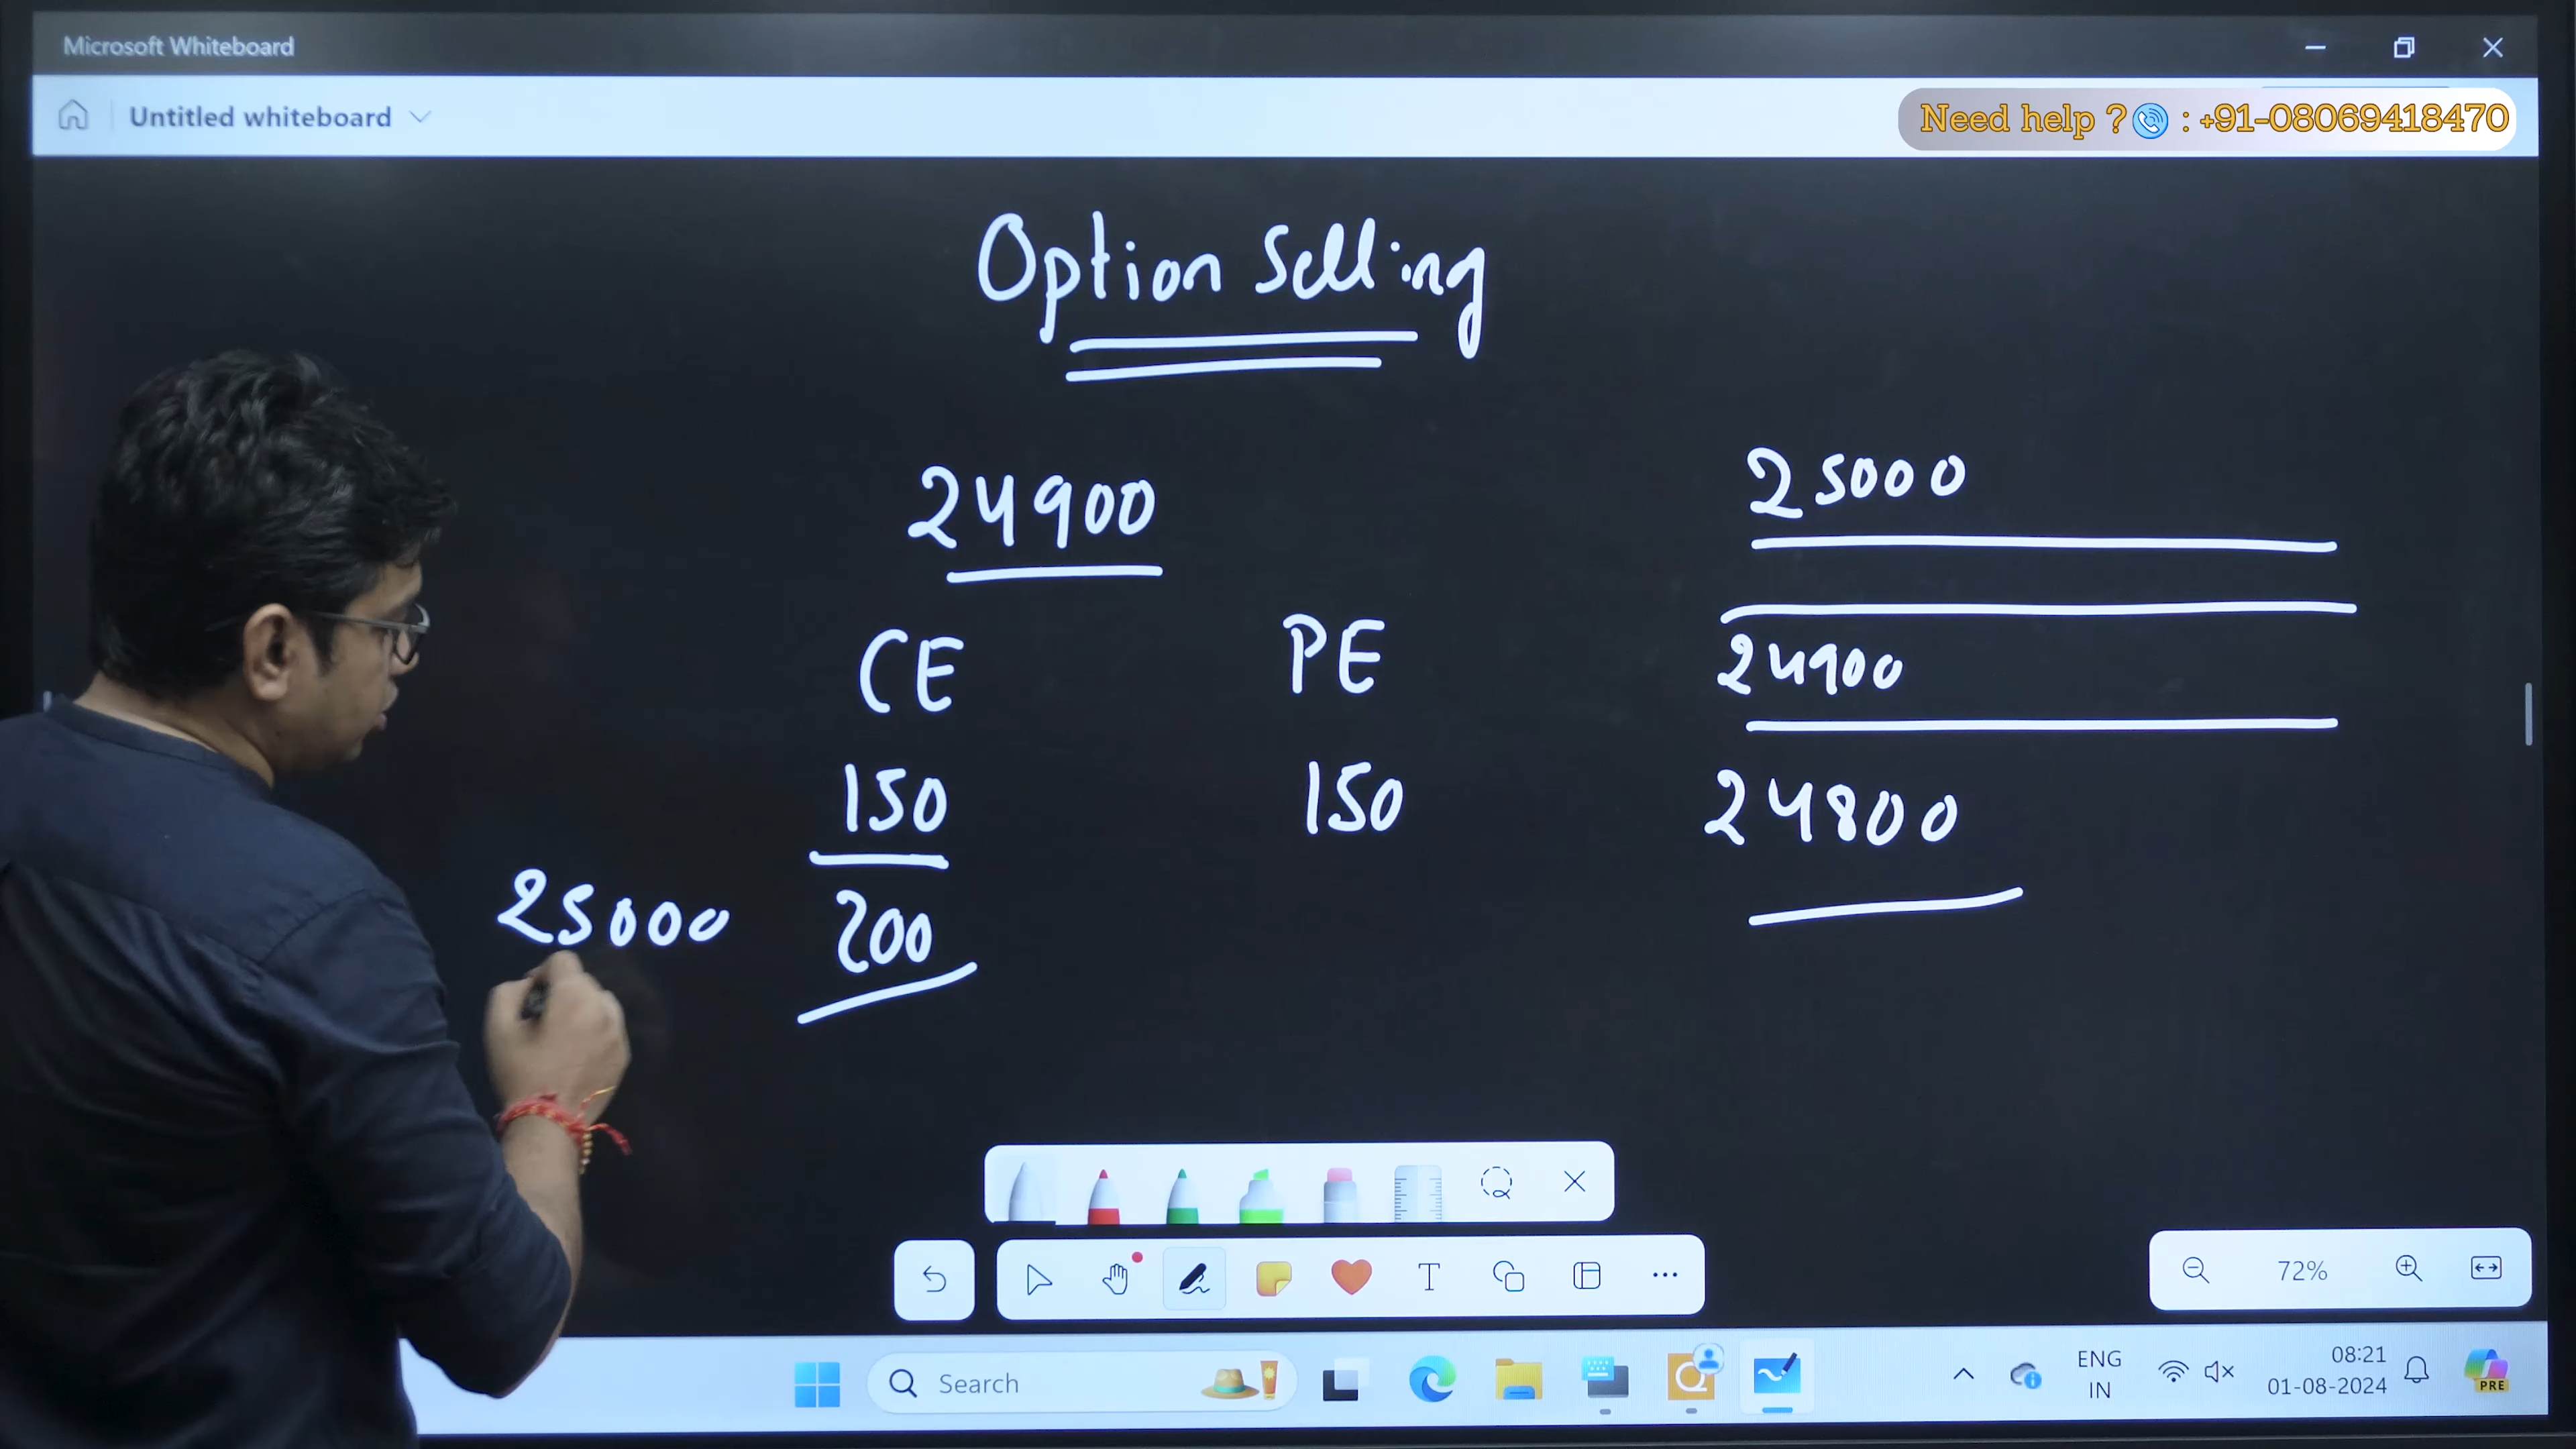 Microsoft Whiteboard
Untitled whiteboard
Need help ? : +91-08069418470
Option Selling
24900
25000
CE PE
24900
150 150
24800
25000 200
72%
Search
ENG
IN
08:21
01-08-2024
PRE